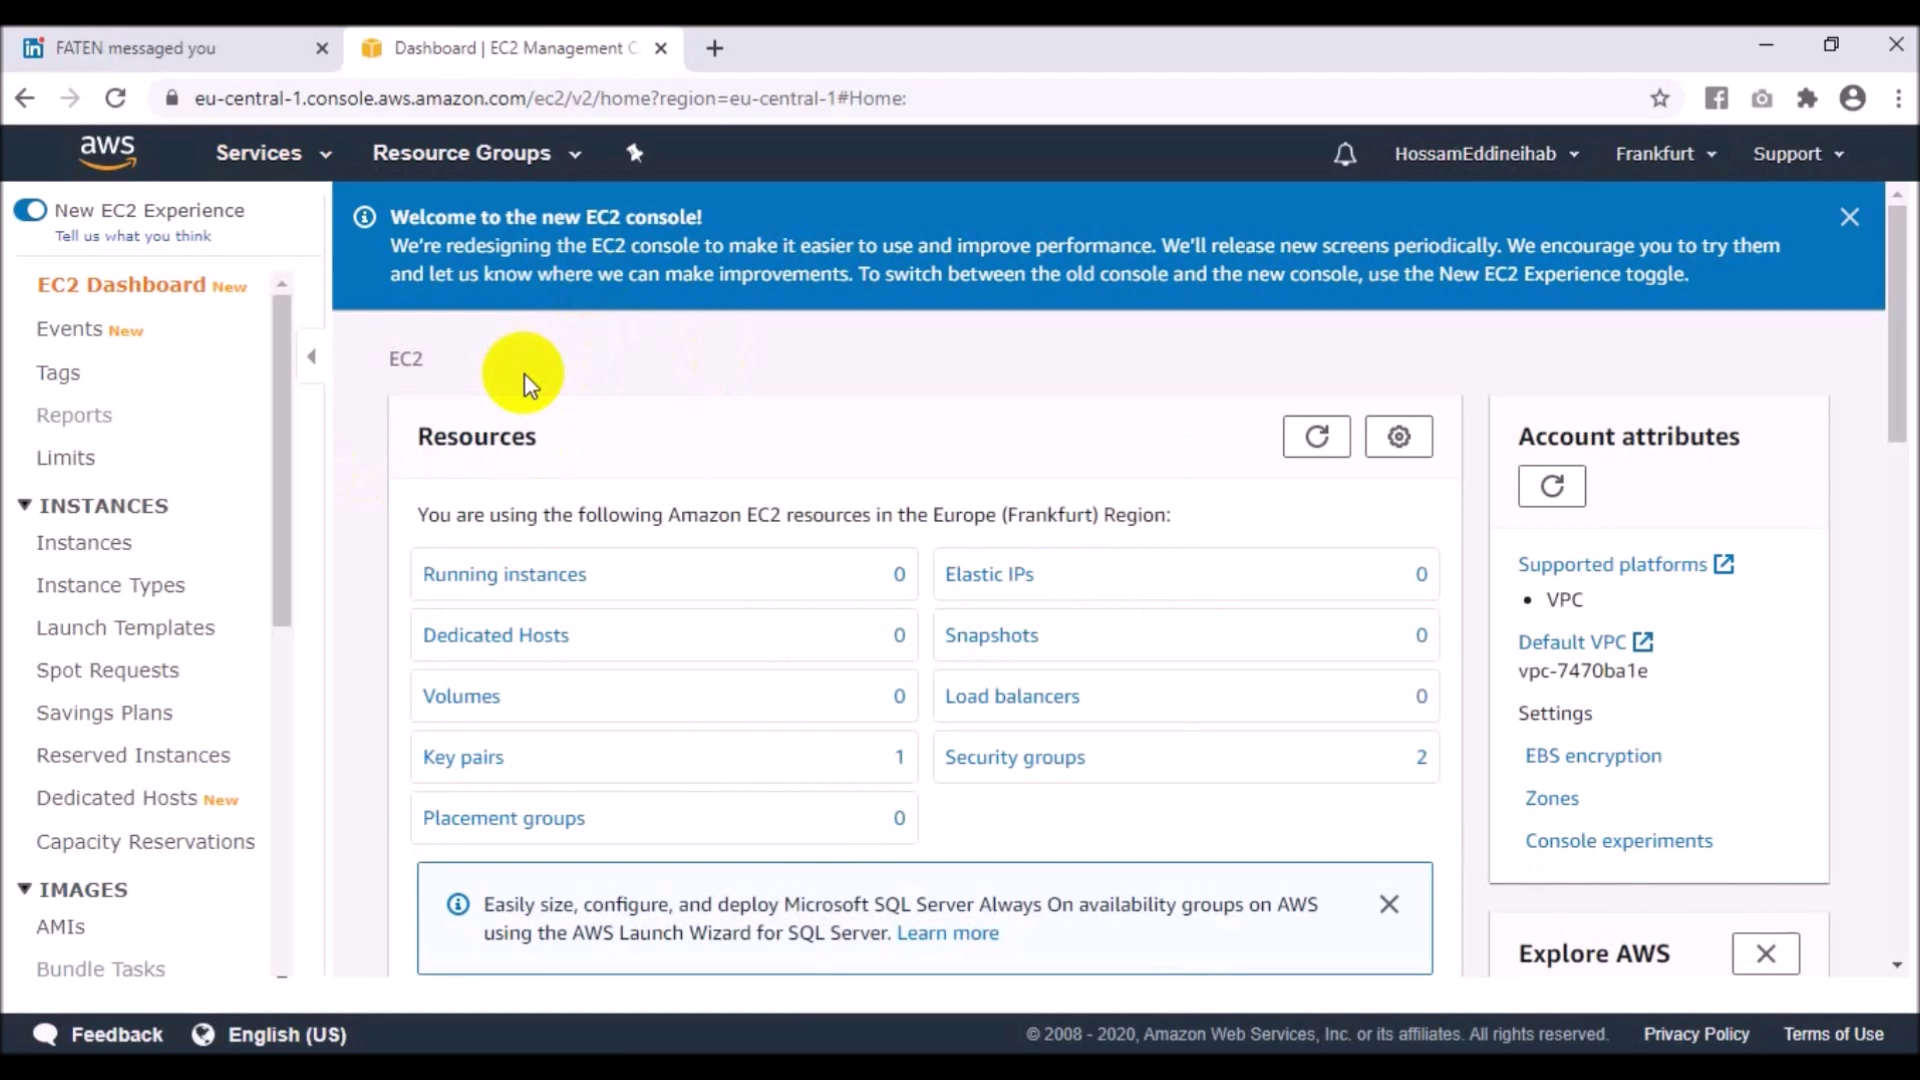 FATEN messaged you
Dashboard | EC2 Management C
eu-central-1.console.aws.amazon.com/ec2/v2/home?region=eu-central-1#Home:
aws
Services
Resource Groups
HossamEddineihab
Frankfurt
Support
New EC2 Experience
Tell us what you think
EC2 Dashboard New
Events New
Tags
Reports
Limits
INSTANCES
Instances
Instance Types
Launch Templates
Spot Requests
Savings Plans
Reserved Instances
Dedicated Hosts New
Capacity Reservations
IMAGES
AMIs
Bundle Tasks
Welcome to the new EC2 console!
We're redesigning the EC2 console to make it easier to use and improve performance. We'll release new screens periodically. We encourage you to try them
and let us know where we can make improvements. To switch between the old console and the new console, use the New EC2 Experience toggle.
EC2
Resources
You are using the following Amazon EC2 resources in the Europe (Frankfurt) Region:
Running instances 0
Elastic IPs 0
Dedicated Hosts 0
Snapshots 0
Volumes 0
Load balancers 0
Key pairs 1
Security groups 2
Placement groups 0
Easily size, configure, and deploy Microsoft SQL Server Always On availability groups on AWS
using the AWS Launch Wizard for SQL Server. Learn more
Account attributes
Supported platforms
• VPC
Default VPC
vpc-7470ba1e
Settings
EBS encryption
Zones
Console experiments
Explore AWS
Feedback
English (US)
© 2008 - 2020, Amazon Web Services, Inc. or its affiliates. All rights reserved.
Privacy Policy
Terms of Use